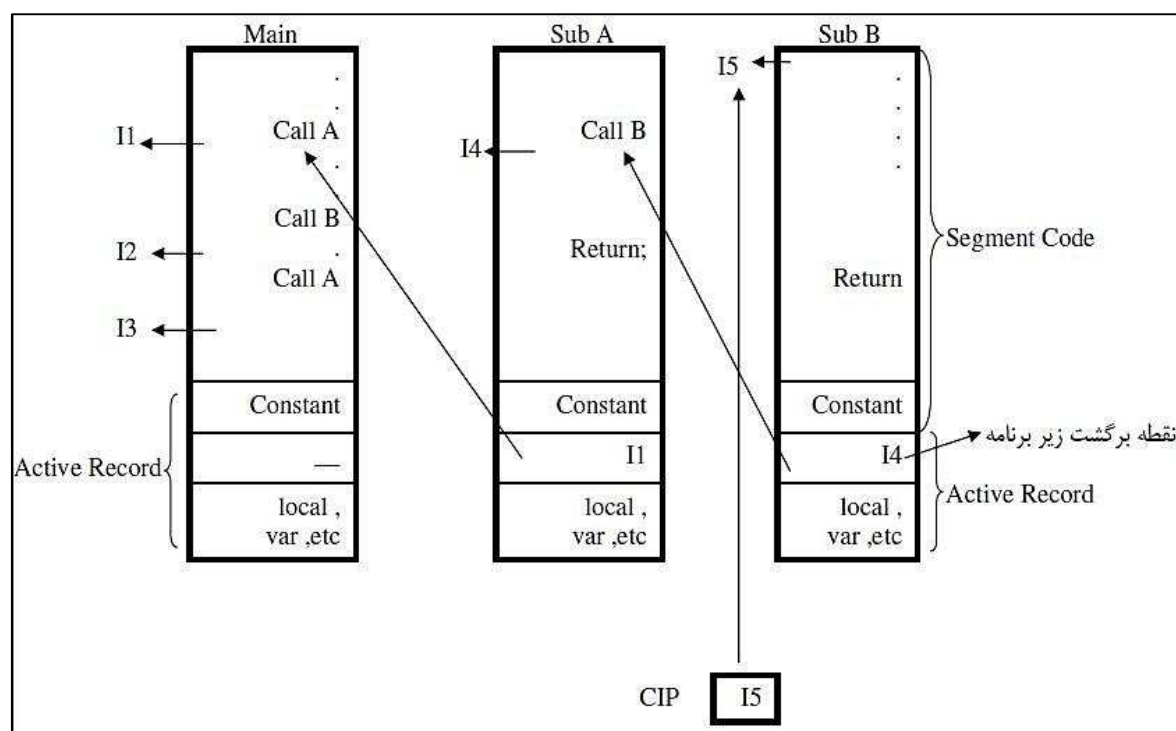 Main
Sub A
Sub B
I5
.
.
Call A
.
.
Call B
.
Call A
I1
I2
I3
Call B
I4
Return;
.
.
.
.
Return
Segment Code
Constant
Constant
Constant
Active Record
—
I1
I4
نقطه برگشت زیر برنامه
Active Record
local ,
var ,etc
local ,
var ,etc
local ,
var ,etc
CIP
I5